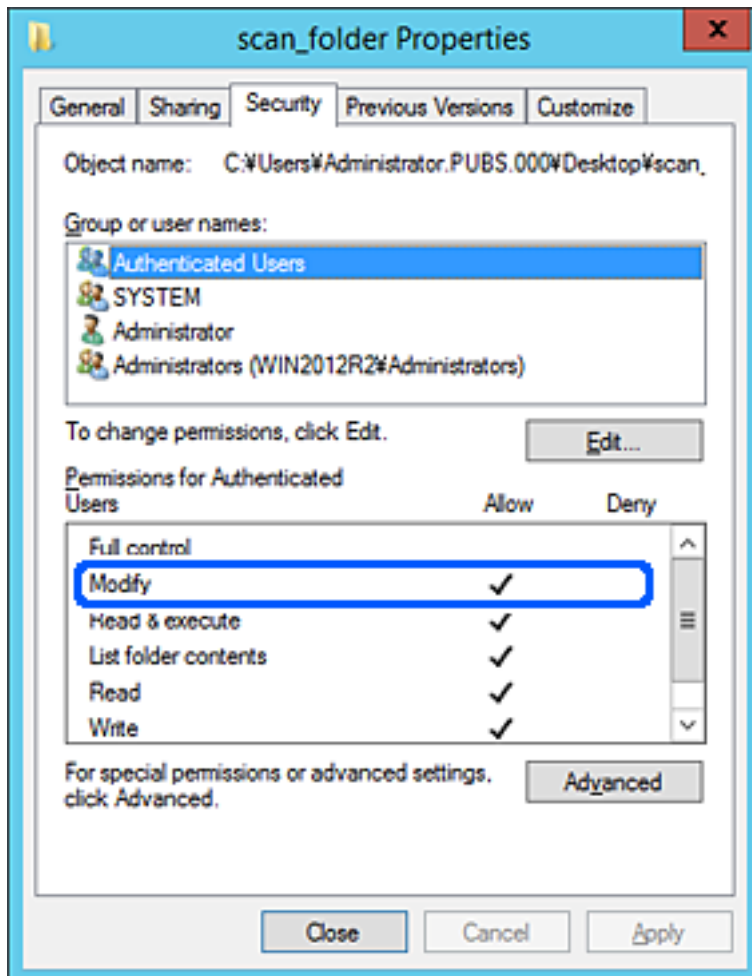 scan_folder Properties
General Sharing Security Previous Versions Customize
Object name: C:¥Users¥Administrator.PUBS.000¥Desktop¥scan_
Group or user names:
Authenticated Users
SYSTEM
Administrator
Administrators (WIN2012R2¥Administrators)
To change permissions, click Edit.
Edit...
Permissions for Authenticated
Users Allow Deny
Full control
Modify
Read & execute
List folder contents
Read
Write
For special permissions or advanced settings,
click Advanced.
Advanced
Close Cancel Apply